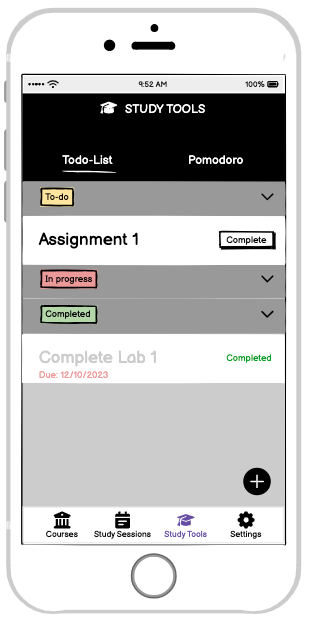 9:52 AM 100%
STUDY TOOLS
Todo-List Pomodoro
To-do
Assignment 1 Complete
In progress
Completed
Complete Lab 1 Completed
Due: 12/10/2023
Courses Study Sessions Study Tools Settings